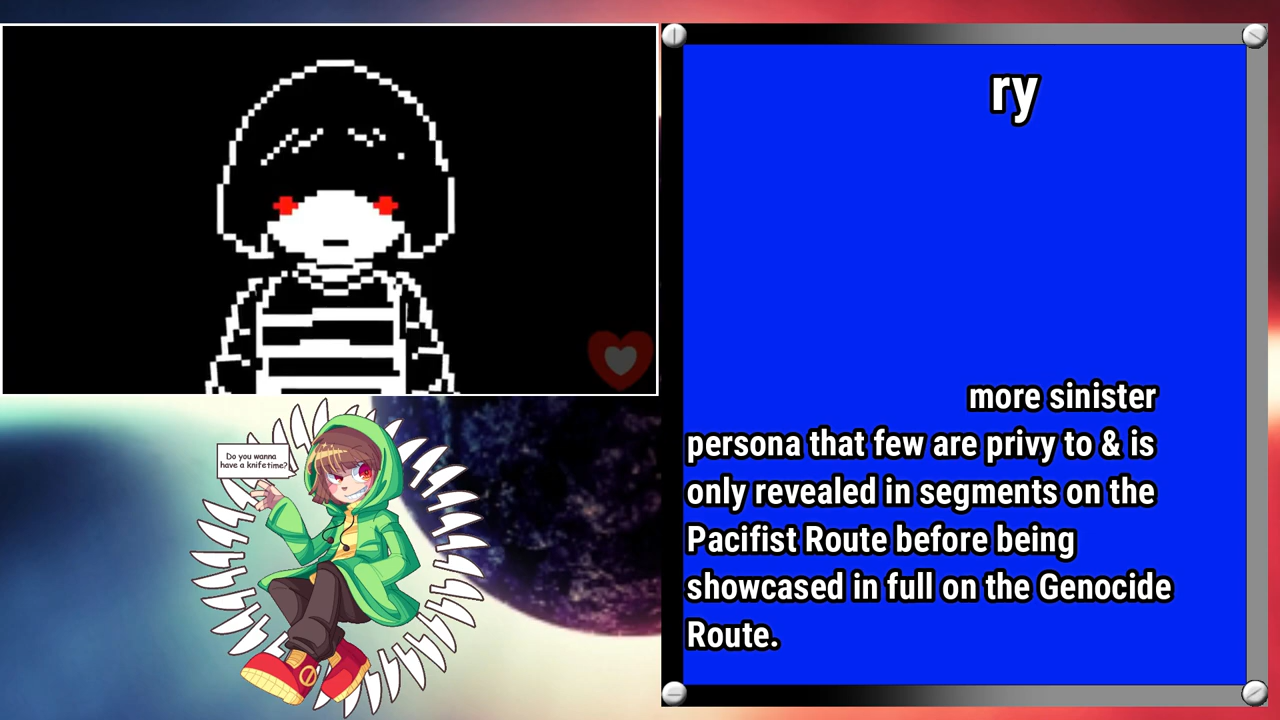 ry
Do you wanna
have a knifetime?
more sinister
persona that few are privy to & is
only revealed in segments on the
Pacifist Route before being
showcased in full on the Genocide
Route.